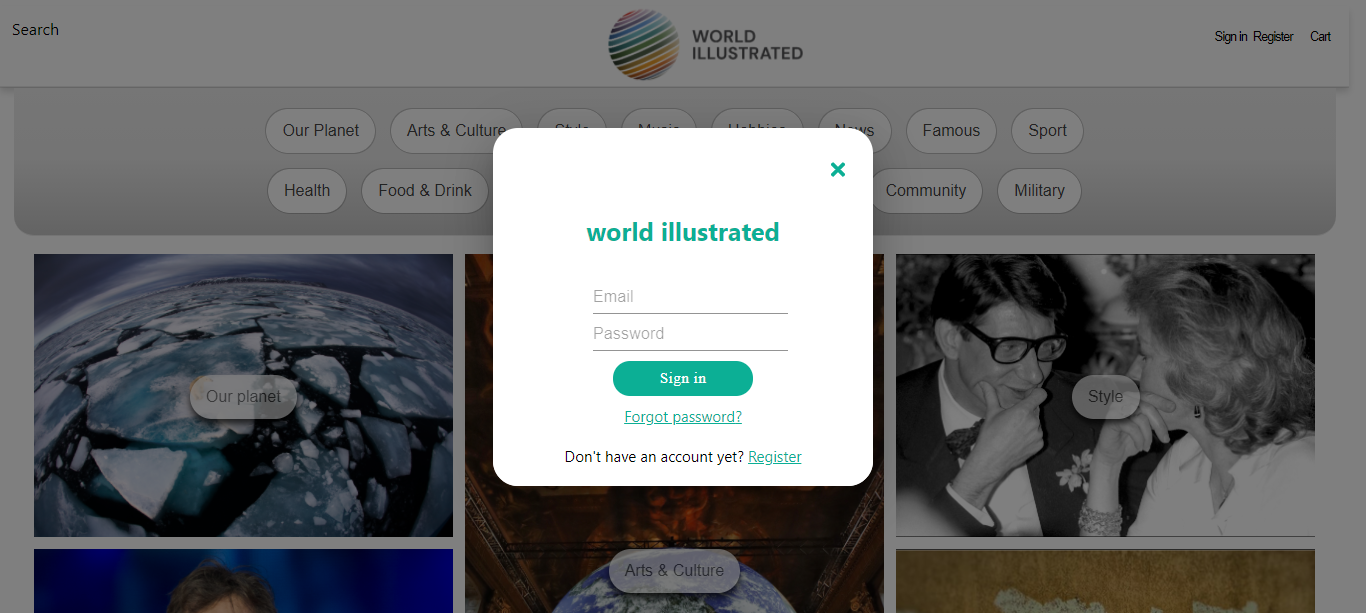 Search
WORLD
ILLUSTRATED
Sign in Register Cart
Our Planet Arts & Culture Style Music Hobbies News Famous Sport
Health Food & Drink Community Military
world illustrated
Email
Password
Sign in
Forgot password?
Don't have an account yet? Register
Our planet
Style
Arts & Culture